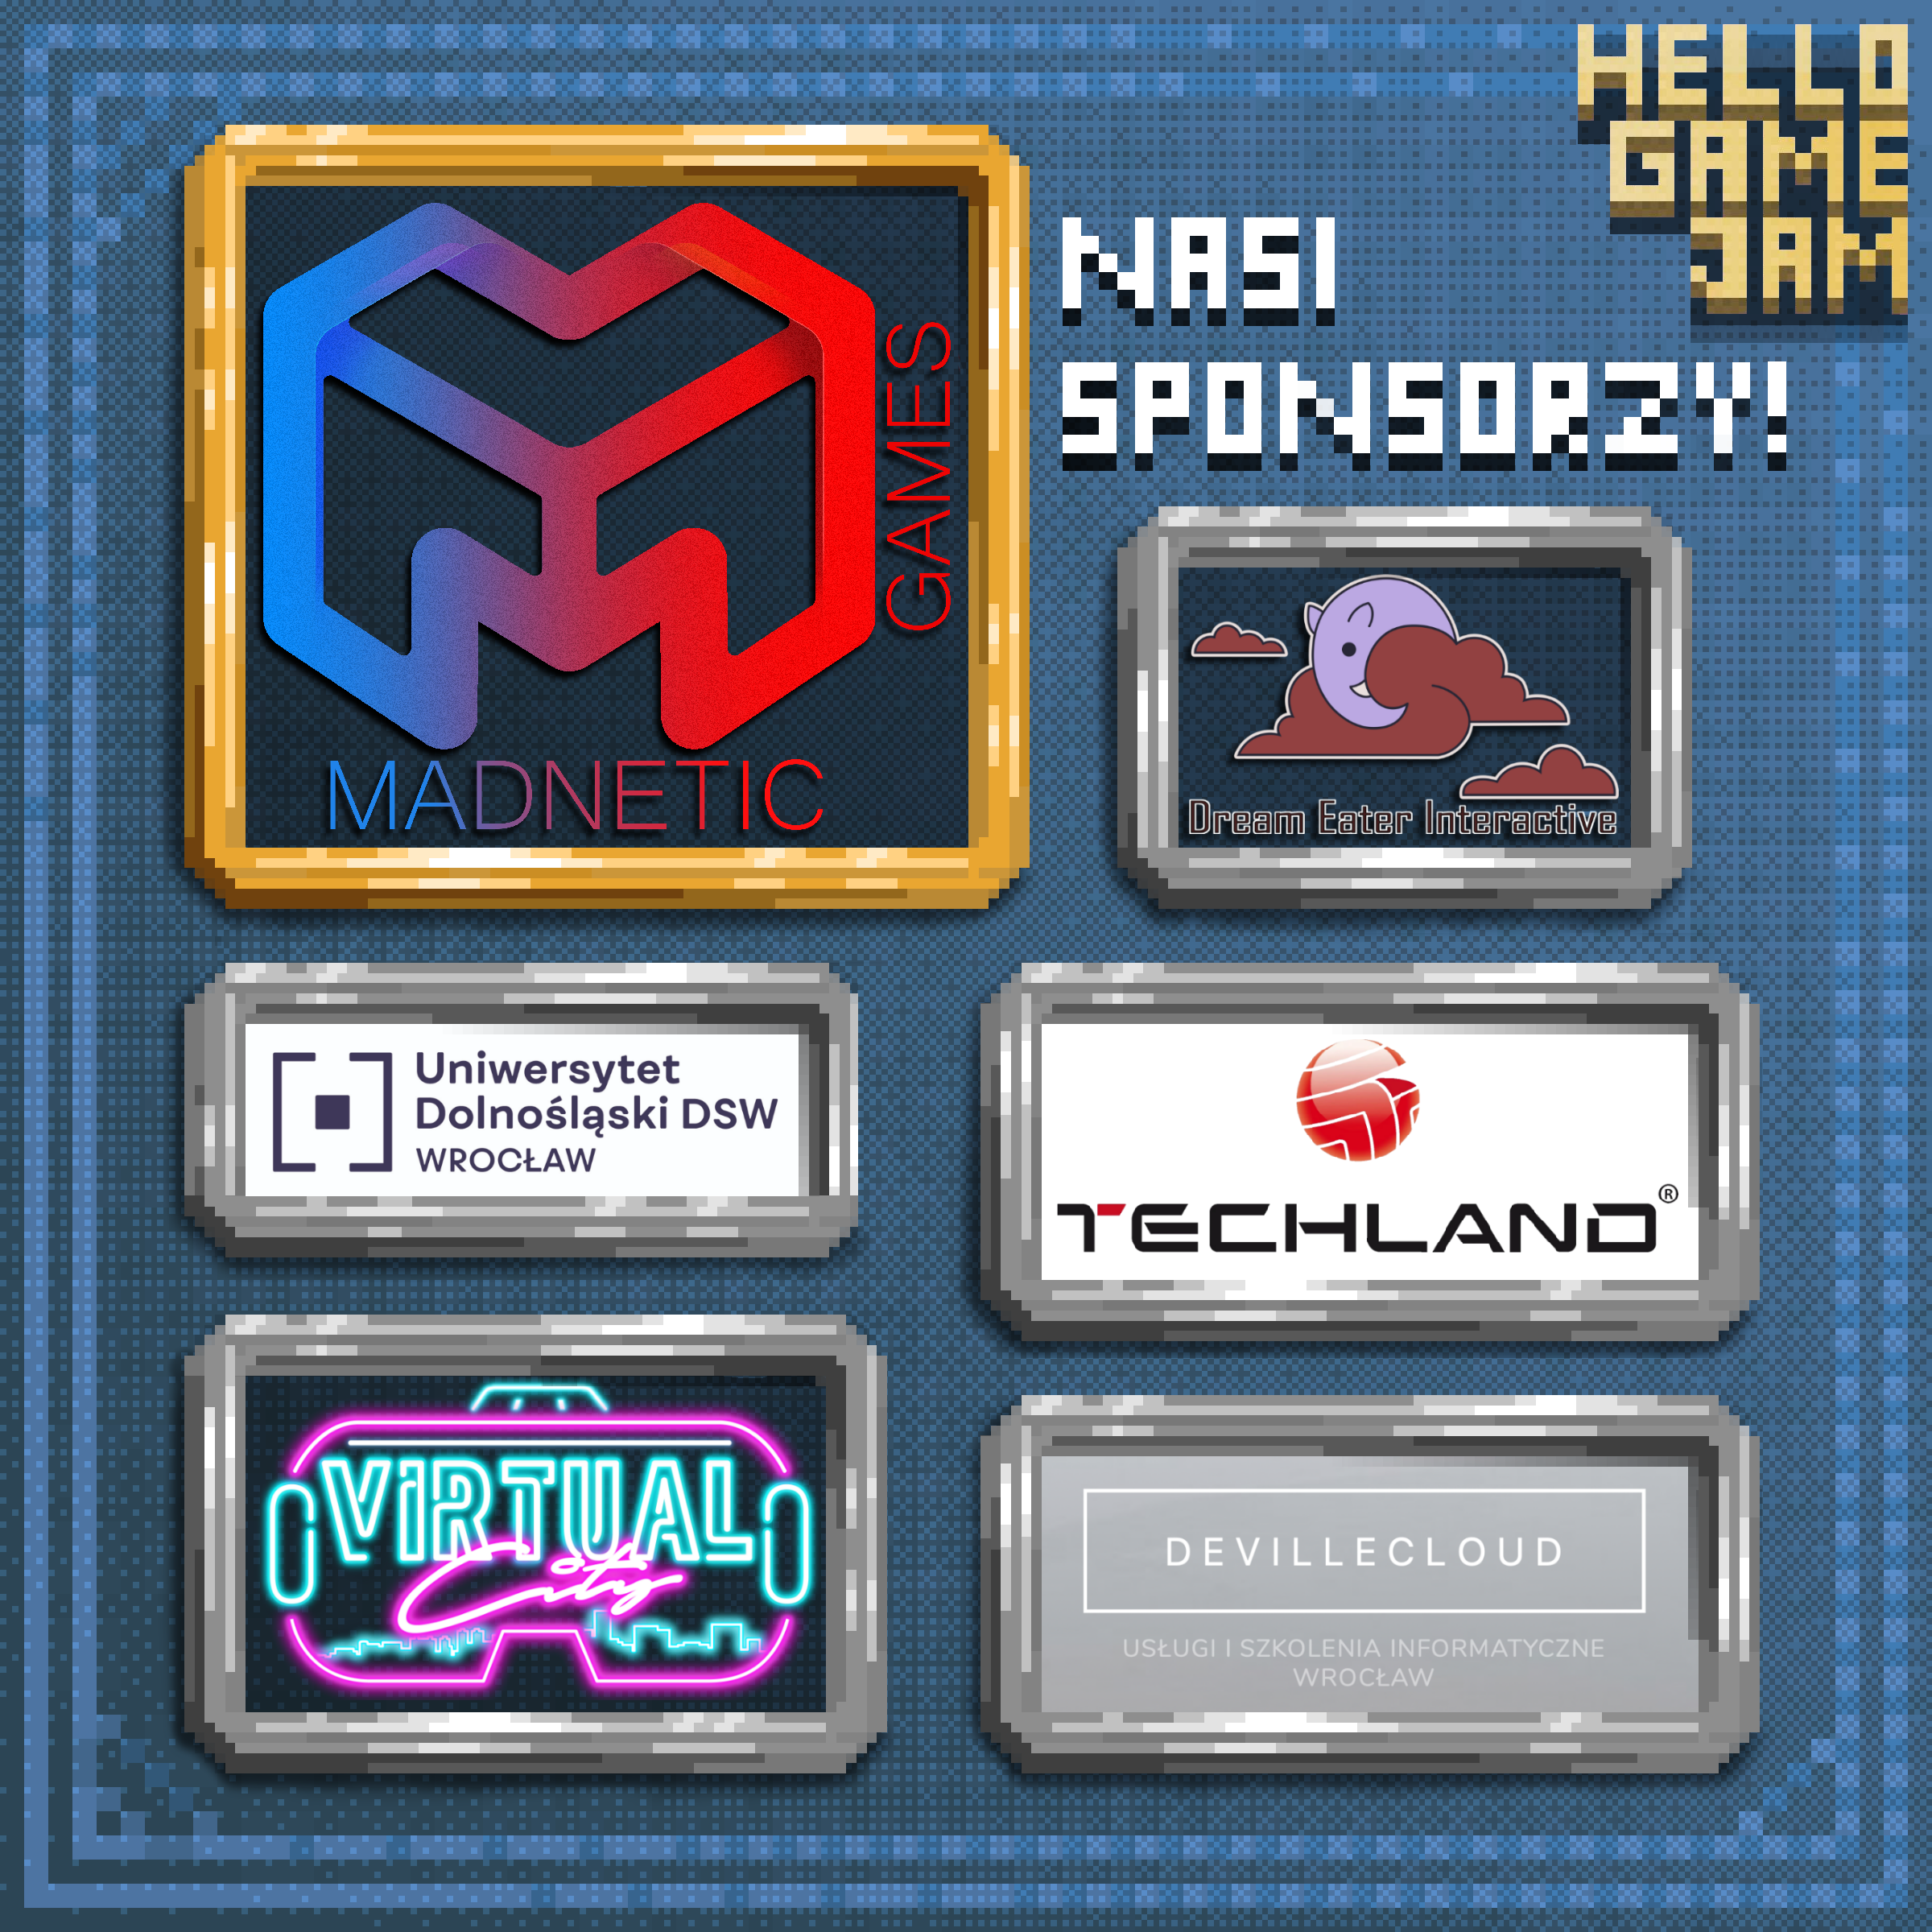 HELLO
GAME
JAM
NASI
SPONSORZY!
GAMES
MADNETIC
Dream Eater Interactive
Uniwersytet
Dolnośląski DSW
WROCŁAW
TECHLAND®
VIRTUAL
City
DEVILLECLOUD
USŁUGI I SZKOLENIA INFORMATYCZNE
WROCŁAW